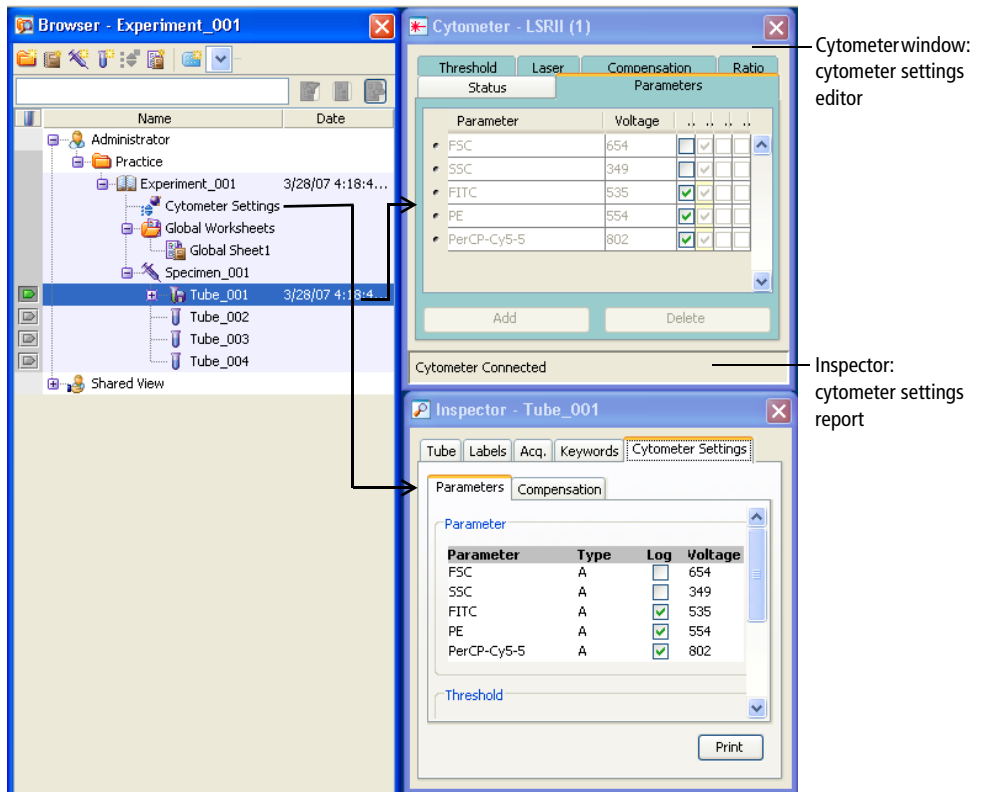 Browser - Experiment_001
Name Date
Administrator
Practice
Experiment_001 3/28/07 4:18:4...
Cytometer Settings
Global Worksheets
Global Sheet1
Specimen_001
Tube_001 3/28/07 4:18:4...
Tube_002
Tube_003
Tube_004
Shared View
Cytometer - LSRII (1)
Threshold Laser Compensation Ratio
Status Parameters
Parameter Voltage .. .. .. ..
FSC 654
SSC 349
FITC 535
PE 554
PerCP-Cy5-5 802
Add Delete
Cytometer Connected
Inspector - Tube_001
Tube Labels Acq. Keywords Cytometer Settings
Parameters Compensation
Parameter
Parameter Type Log Voltage
FSC A 654
SSC A 349
FITC A 535
PE A 554
PerCP-Cy5-5 A 802
Threshold
Print
Cytometer window:
cytometer settings
editor
Inspector:
cytometer settings
report